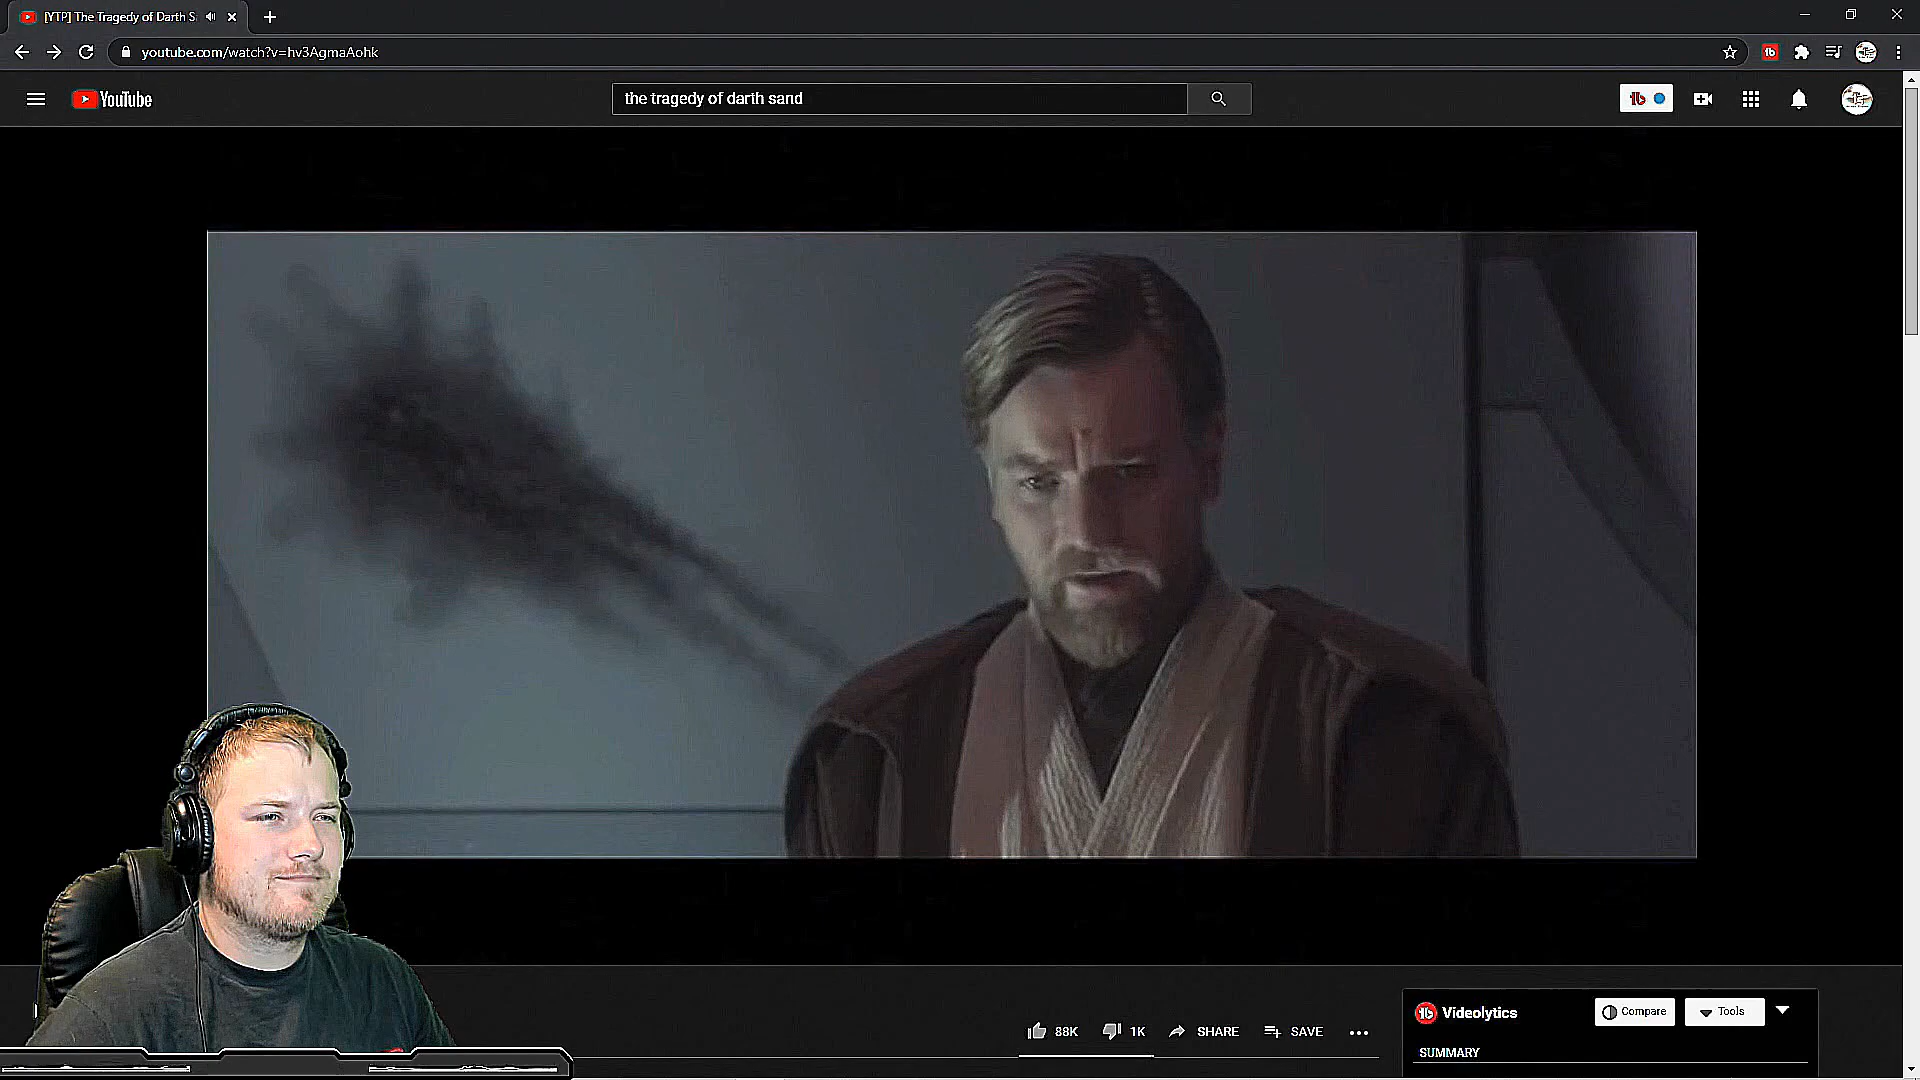 [YTP] The Tragedy of Darth S
youtube.com/watch?v=hv3AgmaAohk
YouTube
the tragedy of darth sand
88K
1K
SHARE
SAVE
Videolytics
Compare
Tools
SUMMARY